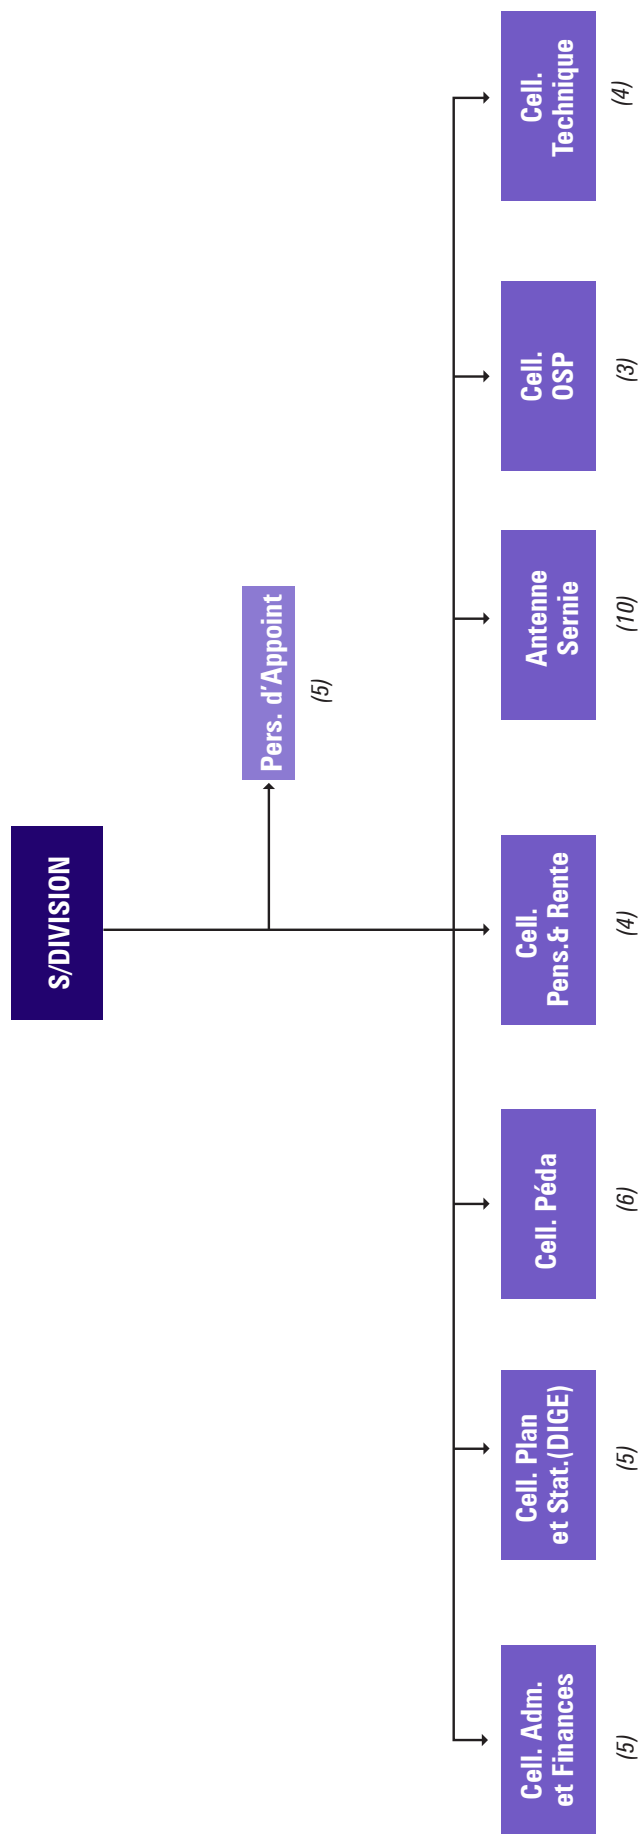 S/DIVISION
Pers. d'Appoint
(5)
Cell. Adm.
et Finances
(5)
Cell. Plan
et Stat.(DIGE)
(5)
Cell. Péda
(6)
Cell.
Pens.& Rente
(4)
Antenne
Sernie
(10)
Cell.
OSP
(3)
Cell.
Technique
(4)